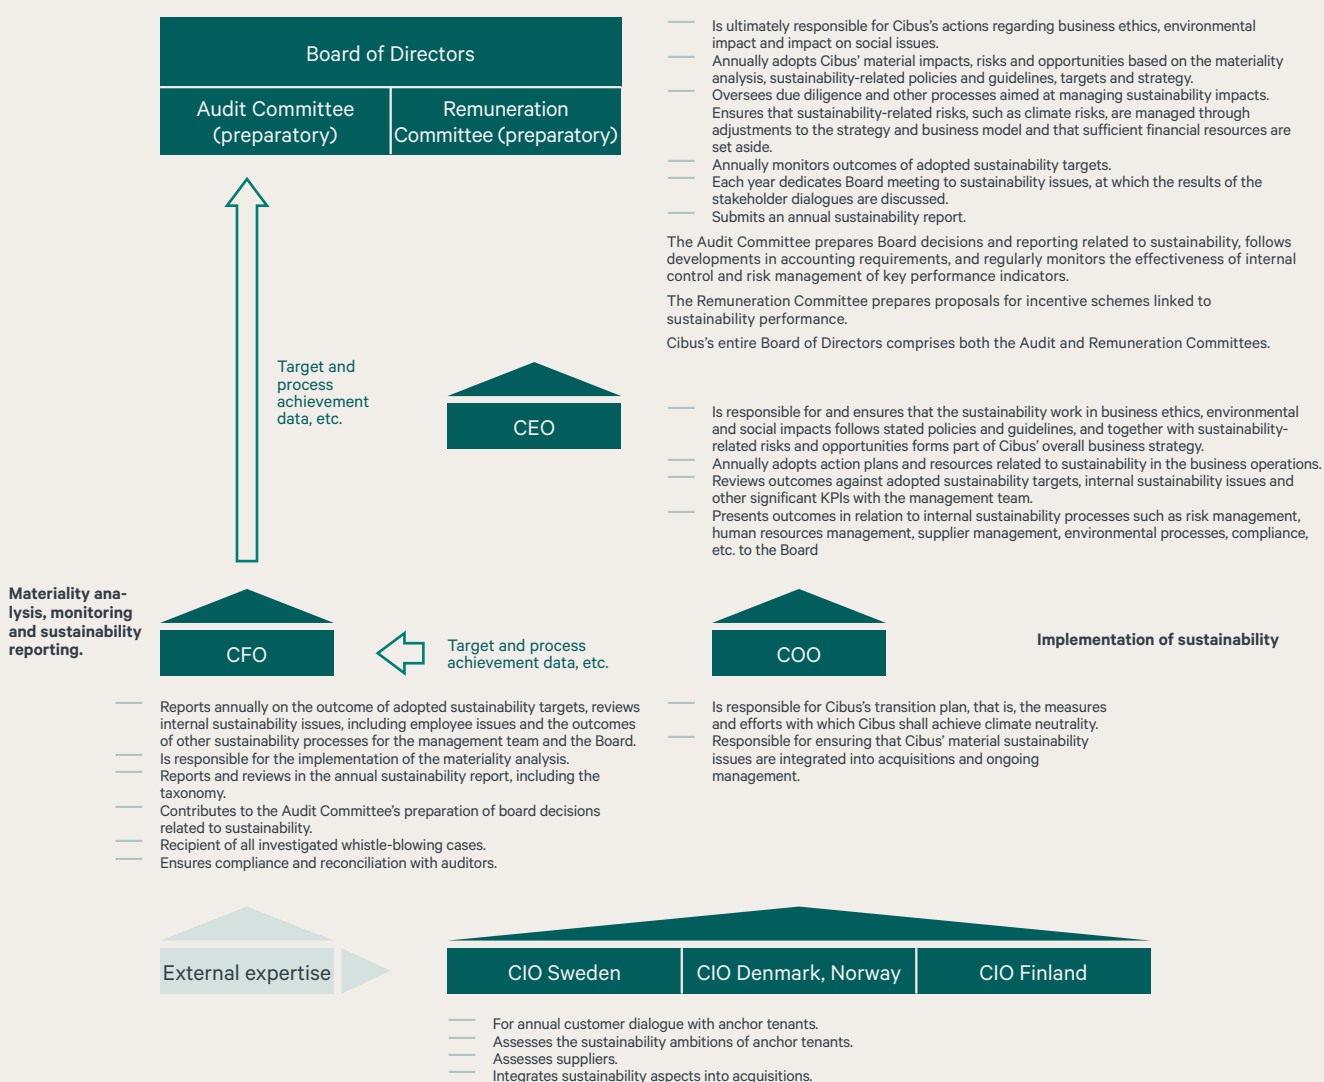 Board of Directors
Audit Committee
(preparatory)
Remuneration
Committee (preparatory)
Is ultimately responsible for Cibus's actions regarding business ethics, environmental
impact and impact on social issues.
Annually adopts Cibus' material impacts, risks and opportunities based on the materiality
analysis, sustainability-related policies and guidelines, targets and strategy.
Oversees due diligence and other processes aimed at managing sustainability impacts.
Ensures that sustainability-related risks, such as climate risks, are managed through
adjustments to the strategy and business model and that sufficient financial resources are
set aside.
Annually monitors outcomes of adopted sustainability targets.
Each year dedicates Board meeting to sustainability issues, at which the results of the
stakeholder dialogues are discussed.
Submits an annual sustainability report.
The Audit Committee prepares Board decisions and reporting related to sustainability, follows
developments in accounting requirements, and regularly monitors the effectiveness of internal
control and risk management of key performance indicators.
The Remuneration Committee prepares proposals for incentive schemes linked to
sustainability performance.
Cibus's entire Board of Directors comprises both the Audit and Remuneration Committees.
Target and
process
achievement
data, etc.
CEO
Is responsible for and ensures that the sustainability work in business ethics, environmental
and social impacts follows stated policies and guidelines, and together with sustainability-
related risks and opportunities forms part of Cibus' overall business strategy.
Annually adopts action plans and resources related to sustainability in the business operations.
Reviews outcomes against adopted sustainability targets, internal sustainability issues and
other significant KPIs with the management team.
Presents outcomes in relation to internal sustainability processes such as risk management,
human resources management, supplier management, environmental processes, compliance,
etc. to the Board
Materiality ana-
lysis, monitoring
and sustainability
reporting.
CFO
Target and process
achievement data, etc.
COO
Implementation of sustainability
Reports annually on the outcome of adopted sustainability targets, reviews
internal sustainability issues, including employee issues and the outcomes
of other sustainability processes for the management team and the Board.
Is responsible for the implementation of the materiality analysis.
Reports and reviews in the annual sustainability report, including the
taxonomy.
Contributes to the Audit Committee's preparation of board decisions
related to sustainability.
Recipient of all investigated whistle-blowing cases.
Ensures compliance and reconciliation with auditors.
Is responsible for Cibus's transition plan, that is, the measures
and efforts with which Cibus shall achieve climate neutrality.
Responsible for ensuring that Cibus' material sustainability
issues are integrated into acquisitions and ongoing
management.
External expertise
CIO Sweden
CIO Denmark, Norway
CIO Finland
For annual customer dialogue with anchor tenants.
Assesses the sustainability ambitions of anchor tenants.
Assesses suppliers.
Integrates sustainability aspects into acquisitions.